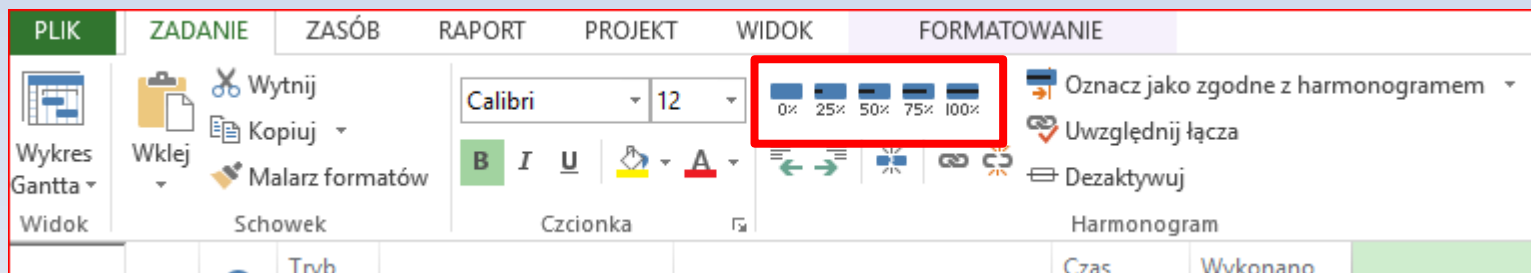 PLIK ZADANIE ZASÓB RAPORT PROJEKT WIDOK FORMATOWANIE
Wykres Gantta
Widok
Wklej
Wytnij
Kopiuj
Malarz formatów
Schowek
Calibri 12
B I U A
Czcionka
0% 25% 50% 75% 100%
Oznacz jako zgodne z harmonogramem
Uwzględnij łącza
Dezaktywuj
Harmonogram
Tryb Czas Wykonano